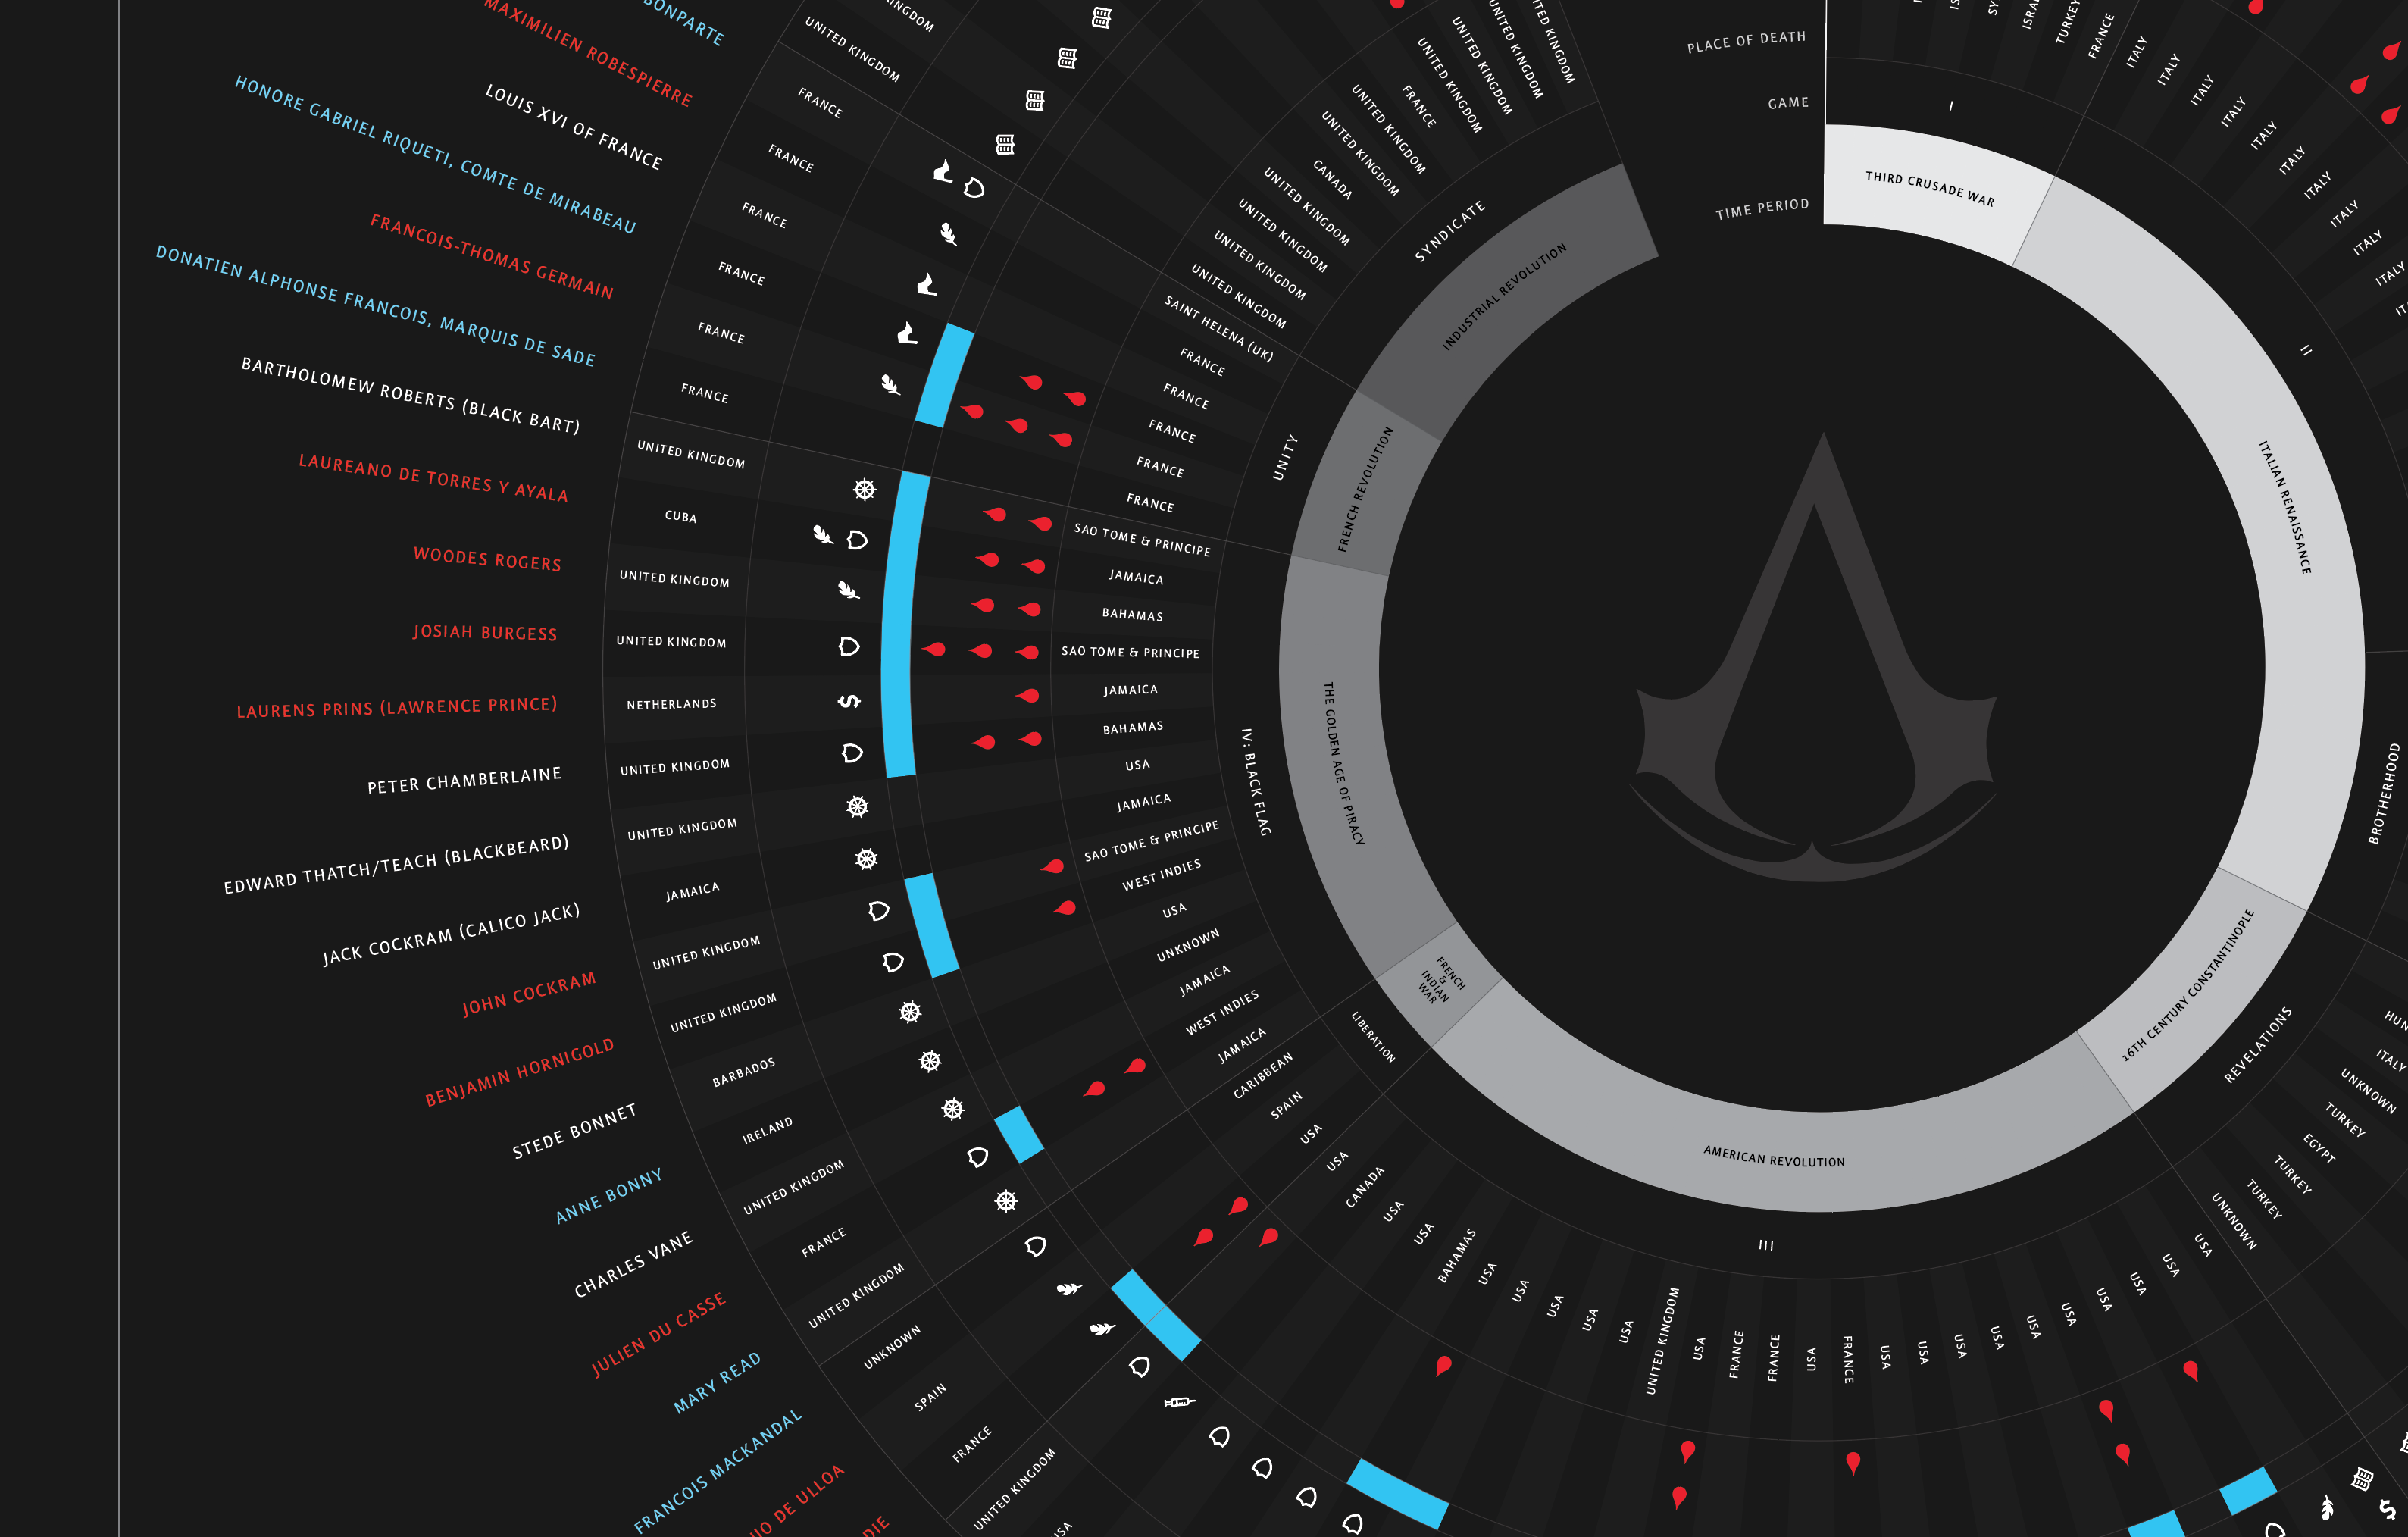 BONPARTE
MAXIMILIEN ROBESPIERRE
LOUIS XVI OF FRANCE
HONORE GABRIEL RIQUETI, COMTE DE MIRABEAU
FRANCOIS-THOMAS GERMAIN
DONATIEN ALPHONSE FRANCOIS, MARQUIS DE SADE
BARTHOLOMEW ROBERTS (BLACK BART)
LAUREANO DE TORRES Y AYALA
WOODES ROGERS
JOSIAH BURGESS
LAURENS PRINS (LAWRENCE PRINCE)
PETER CHAMBERLAINE
EDWARD THATCH/TEACH (BLACKBEARD)
JACK COCKRAM (CALICO JACK)
JOHN COCKRAM
BENJAMIN HORNIGOLD
STEDE BONNET
ANNE BONNY
CHARLES VANE
JULIEN DU CASSE
MARY READ
FRANCOIS MACKANDAL
IO DE ULLOA
DIE
KINGDOM
UNITED KINGDOM
FRANCE
FRANCE
FRANCE
FRANCE
FRANCE
FRANCE
UNITED KINGDOM
CUBA
UNITED KINGDOM
UNITED KINGDOM
NETHERLANDS
UNITED KINGDOM
UNITED KINGDOM
JAMAICA
UNITED KINGDOM
UNITED KINGDOM
BARBADOS
IRELAND
UNITED KINGDOM
FRANCE
UNITED KINGDOM
UNKNOWN
SPAIN
FRANCE
UNITED KINGDOM
USA
UNITED KINGDOM
UNITED KINGDOM
UNITED KINGDOM
UNITED KINGDOM
FRANCE
UNITED KINGDOM
UNITED KINGDOM
CANADA
UNITED KINGDOM
UNITED KINGDOM
UNITED KINGDOM
UNITED KINGDOM
SAINT HELENA (UK)
FRANCE
FRANCE
FRANCE
FRANCE
FRANCE
SAO TOME & PRINCIPE
JAMAICA
BAHAMAS
SAO TOME & PRINCIPE
JAMAICA
BAHAMAS
USA
JAMAICA
SAO TOME & PRINCIPE
WEST INDIES
USA
UNKNOWN
JAMAICA
WEST INDIES
JAMAICA
CARIBBEAN
SPAIN
USA
USA
CANADA
USA
USA
BAHAMAS
USA
USA
USA
USA
USA
UNITED KINGDOM
USA
FRANCE
FRANCE
USA
FRANCE
USA
USA
USA
USA
USA
USA
USA
USA
USA
USA
UNKNOWN
TURKEY
TURKEY
EGYPT
TURKEY
UNKNOWN
ITALY
HUN
SYNDICATE
UNITY
IV: BLACK FLAG
LIBERATION
III
REVELATIONS
BROTHERHOOD
II
I
INDUSTRIAL REVOLUTION
FRENCH REVOLUTION
THE GOLDEN AGE OF PIRACY
FRENCH
&
INDIAN
WAR
AMERICAN REVOLUTION
16TH CENTURY CONSTANTINOPLE
ITALIAN RENAISSANCE
THIRD CRUSADE WAR
PLACE OF DEATH
GAME
TIME PERIOD
SY
ISRA
TURKEY
FRANCE
ITALY
ITALY
ITALY
ITALY
ITALY
ITALY
ITALY
ITALY
ITALY
ITALY
IT